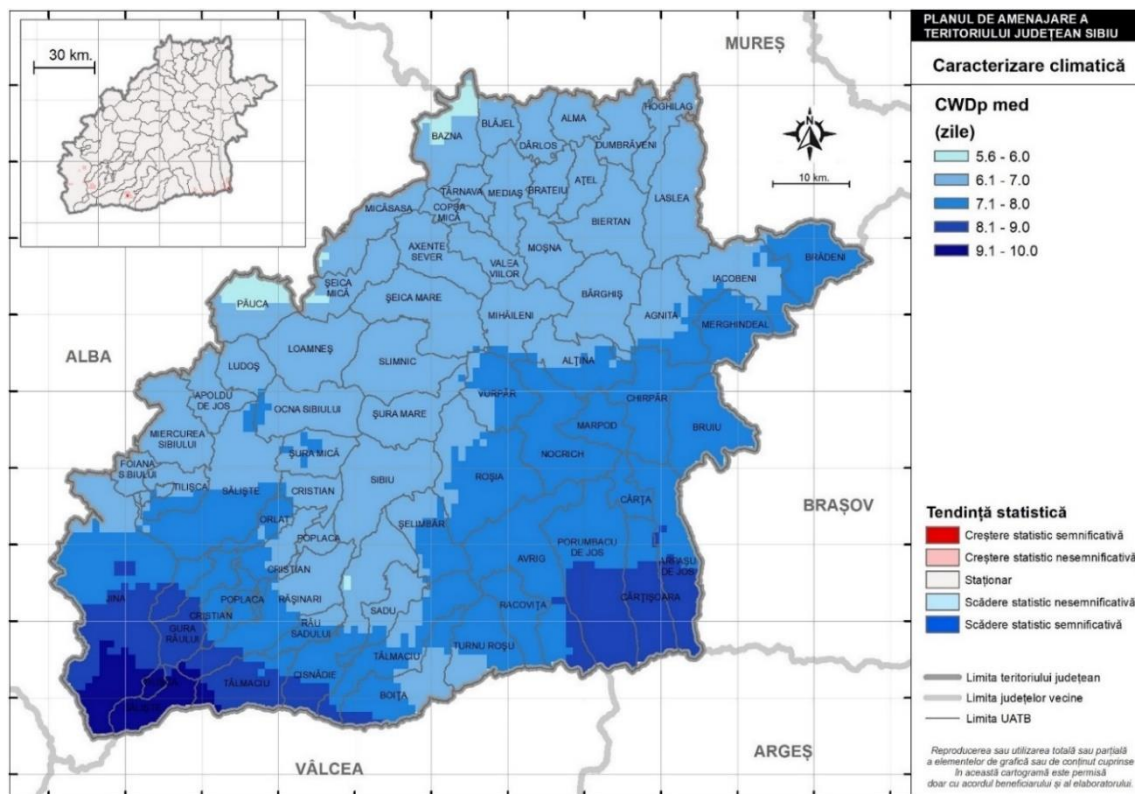 30 km.
MUREȘ
ALBA
BRAȘOV
ARGEȘ
VÂLCEA
N
10 km.
BAZNA
BLĂJEL
ALMA
HOGHILAG
DÂRLOS
DUMBRĂVENI
TÂRNAVA
MEDIAȘ
BRATEIU
AȚEL
LASLEA
MICĂSASA
COPȘA
MICĂ
BIERTAN
AXENTE
SEVER
MOȘNA
VALEA
VIILOR
BRĂDENI
IACOBENI
ȘEICA
MICĂ
PĂUCA
ȘEICA MARE
BÂRGHIȘ
MIHĂILENI
AGNITA
MERGHINDEAL
LOAMNEȘ
SLIMNIC
ALȚINA
LUDOȘ
APOLDU
DE JOS
OCNA SIBIULUI
ȘURA MARE
VURPĂR
CHIRPĂR
MARPOD
BRUIU
MIERCUREA
SIBIULUI
ȘURA MICĂ
NOCRICH
SIBIU
ROȘIA
TILIȘCA
SĂLIȘTE
CRISTIAN
CÂRȚA
ORLAT
ȘELIMBĂR
POPLACA
PORUMBACU
DE JOS
AVRIG
CRISTIAN
DE JOS
JINA
POPLACA
RĂȘINARI
RACOVIȚA
CÂRȚIȘOARA
CRISTIAN
SADU
GURA
RÂULUI
RÂU
SADULUI
TURNU ROȘU
TĂLMACIU
CISNĂDIE
TĂLMACIU
BOIȚA
PLANUL DE AMENAJARE A
TERITORIULUI JUDEȚEAN SIBIU
Caracterizare climatică
CWDp med
(zile)
5.6 - 6.0
6.1 - 7.0
7.1 - 8.0
8.1 - 9.0
9.1 - 10.0
Tendință statistică
Creștere statistic semnificativă
Creștere statistic nesemnificativă
Staționar
Scădere statistic nesemnificativă
Scădere statistic semnificativă
Limita teritoriului județean
Limita județelor vecine
Limita UATB
Reproducerea sau utilizarea totală sau parțială
a elementelor de grafică sau de conținut cuprinse
în această cartogramă este permisă
doar cu acordul beneficiarului și al elaboratorului.